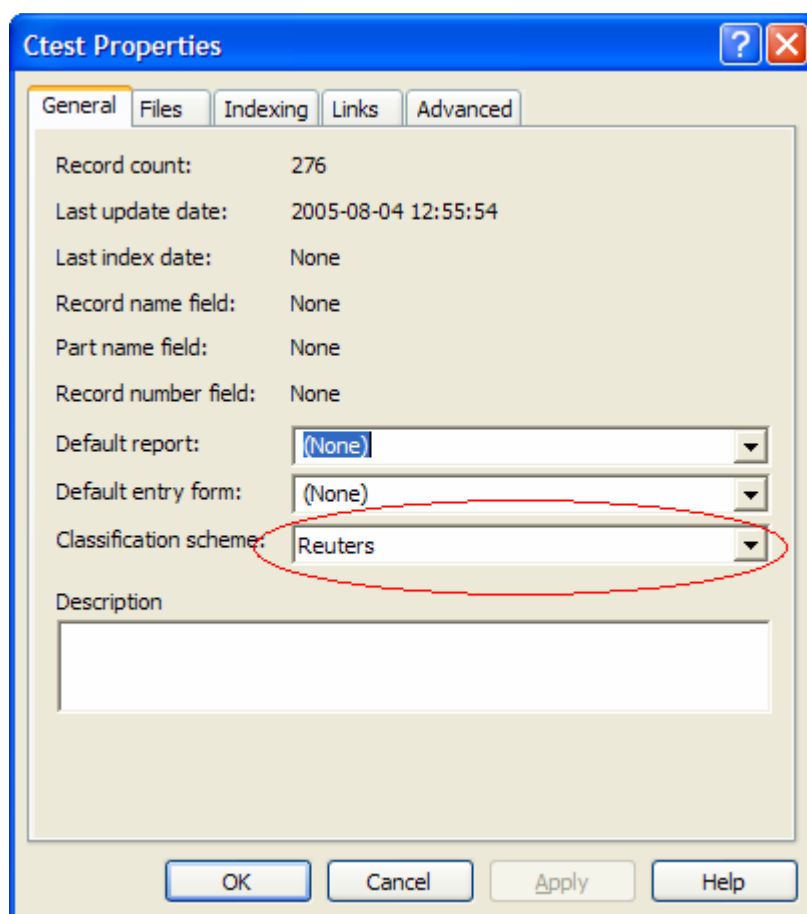 Ctest Properties
General Files Indexing Links Advanced
Record count: 276
Last update date: 2005-08-04 12:55:54
Last index date: None
Record name field: None
Part name field: None
Record number field: None
Default report: (None)
Default entry form: (None)
Classification scheme: Reuters
Description
OK Cancel Apply Help